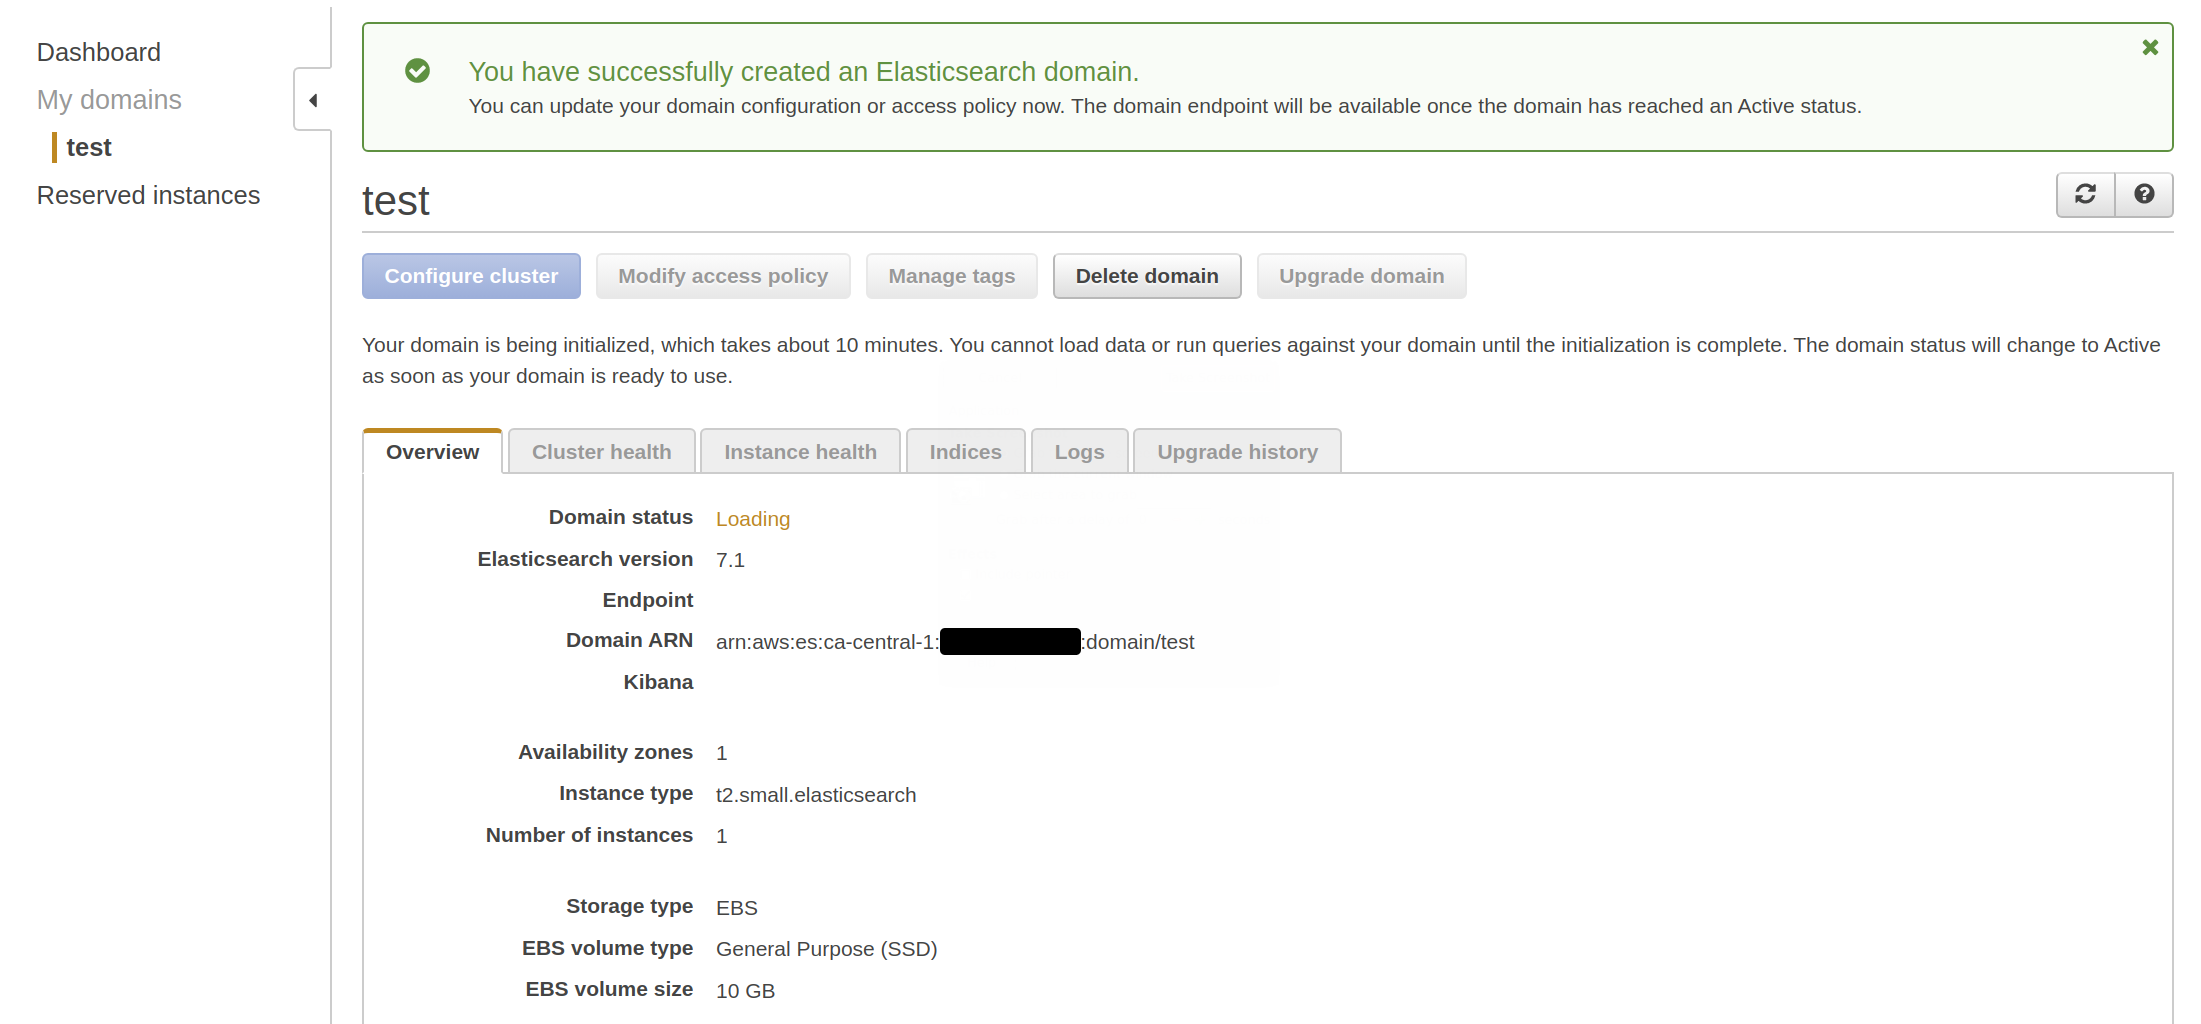 Dashboard
My domains
test
Reserved instances
You have successfully created an Elasticsearch domain.
You can update your domain configuration or access policy now. The domain endpoint will be available once the domain has reached an Active status.
test
Configure cluster
Modify access policy
Manage tags
Delete domain
Upgrade domain
Your domain is being initialized, which takes about 10 minutes. You cannot load data or run queries against your domain until the initialization is complete. The domain status will change to Active
as soon as your domain is ready to use.
Overview
Cluster health
Instance health
Indices
Logs
Upgrade history
Domain status Loading
Elasticsearch version 7.1
Endpoint
Domain ARN arn:aws:es:ca-central-1: :domain/test
Kibana
Availability zones 1
Instance type t2.small.elasticsearch
Number of instances 1
Storage type EBS
EBS volume type General Purpose (SSD)
EBS volume size 10 GB